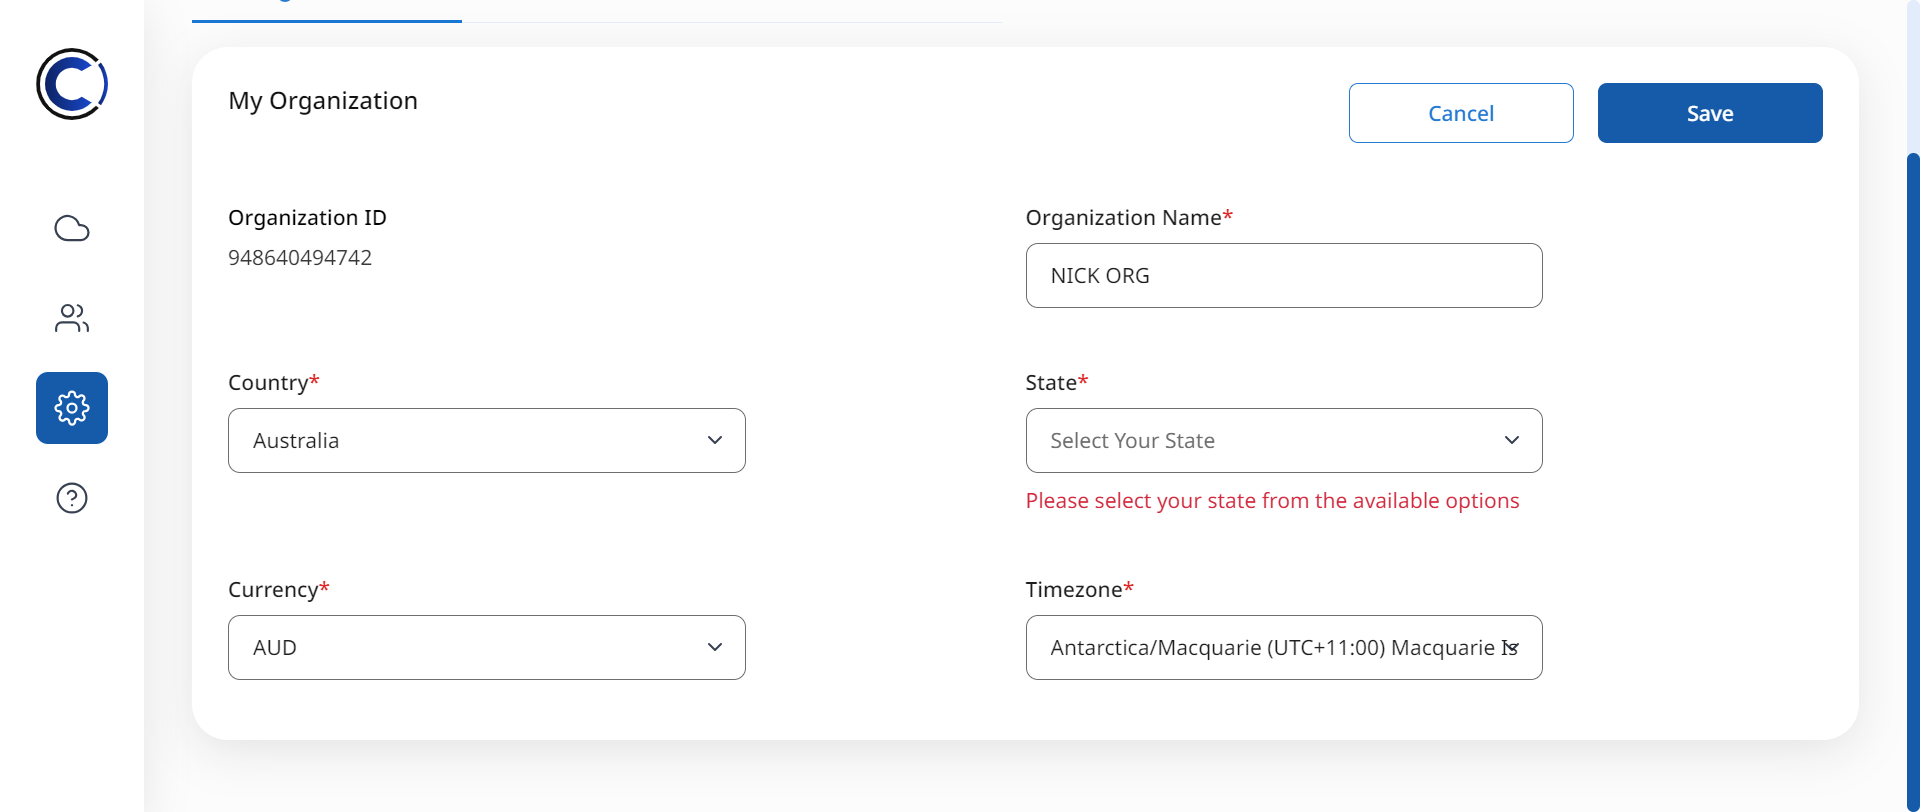 My Organization
Cancel
Save
Organization ID
948640494742
Organization Name*
NICK ORG
Country*
Australia
State*
Select Your State
Please select your state from the available options
Currency*
AUD
Timezone*
Antarctica/Macquarie (UTC+11:00) Macquarie Is